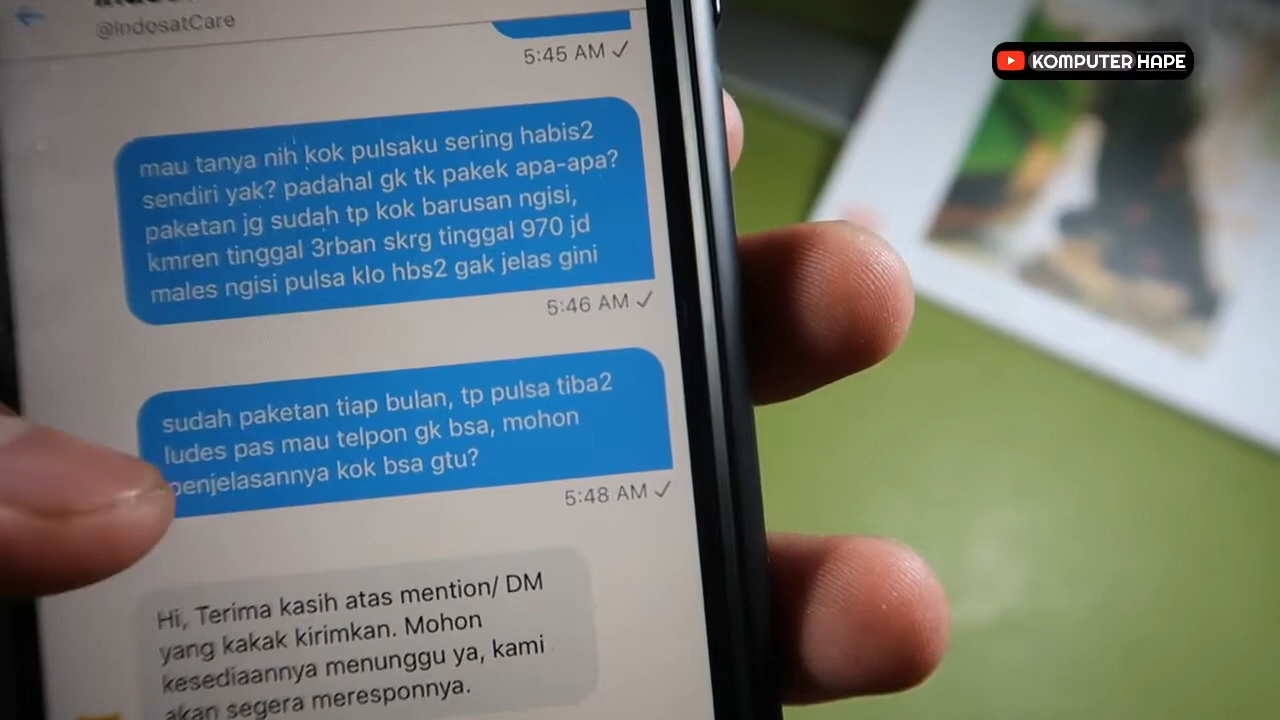 @IndosatCare
5:45 AM ✓
KOMPUTER HAPE
mau tanya nih kok pulsaku sering habis2
sendiri yak? padahal gk tk pakek apa-apa?
paketan jg sudah tp kok barusan ngisi,
kmren tinggal 3rban skrg tinggal 970 jd
males ngisi pulsa klo hbs2 gak jelas gini
5:46 AM ✓
sudah paketan tiap bulan, tp pulsa tiba2
ludes pas mau telpon gk bsa, mohon
penjelasannya kok bsa gtu?
5:48 AM ✓
Hi, Terima kasih atas mention/ DM
yang kakak kirimkan. Mohon
kesediaannya menunggu ya, kami
akan segera meresponnya.